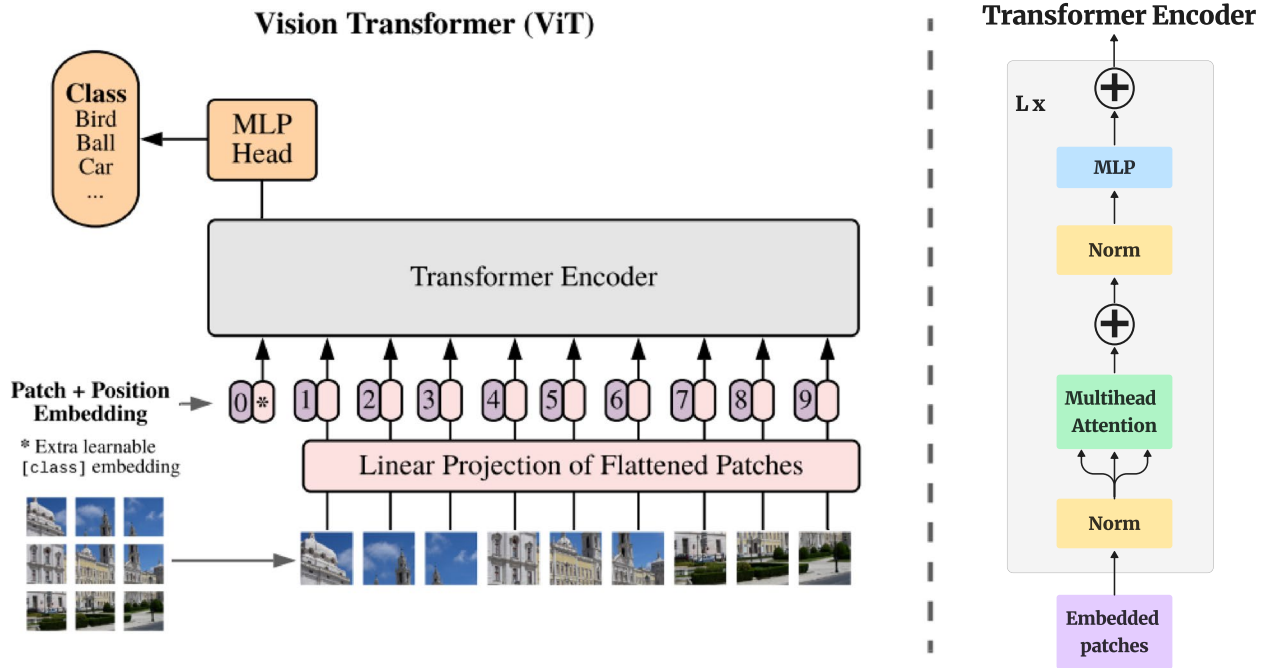 Vision Transformer (ViT)
Class
Bird
Ball
Car
...
MLP
Head
Transformer Encoder
Patch + Position
Embedding
* Extra learnable
[class] embedding
0 * 1 2 3 4 5 6 7 8 9
Linear Projection of Flattened Patches
Transformer Encoder
L x
MLP
Norm
Multihead
Attention
Norm
Embedded
patches